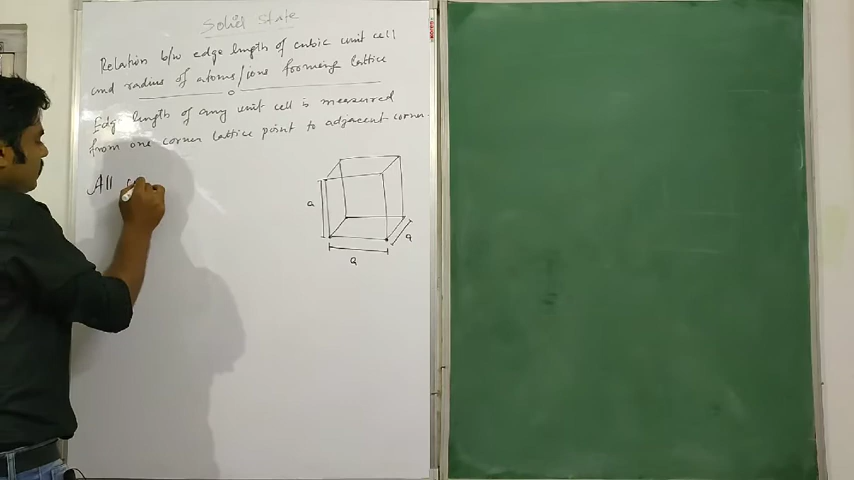 Solid State
Relation b/w edge length of cubic unit cell
and radius of atoms/ions forming lattice
Edge length of any unit cell is measured
from one corner lattice point to adjacent corner.
All
a
a
a